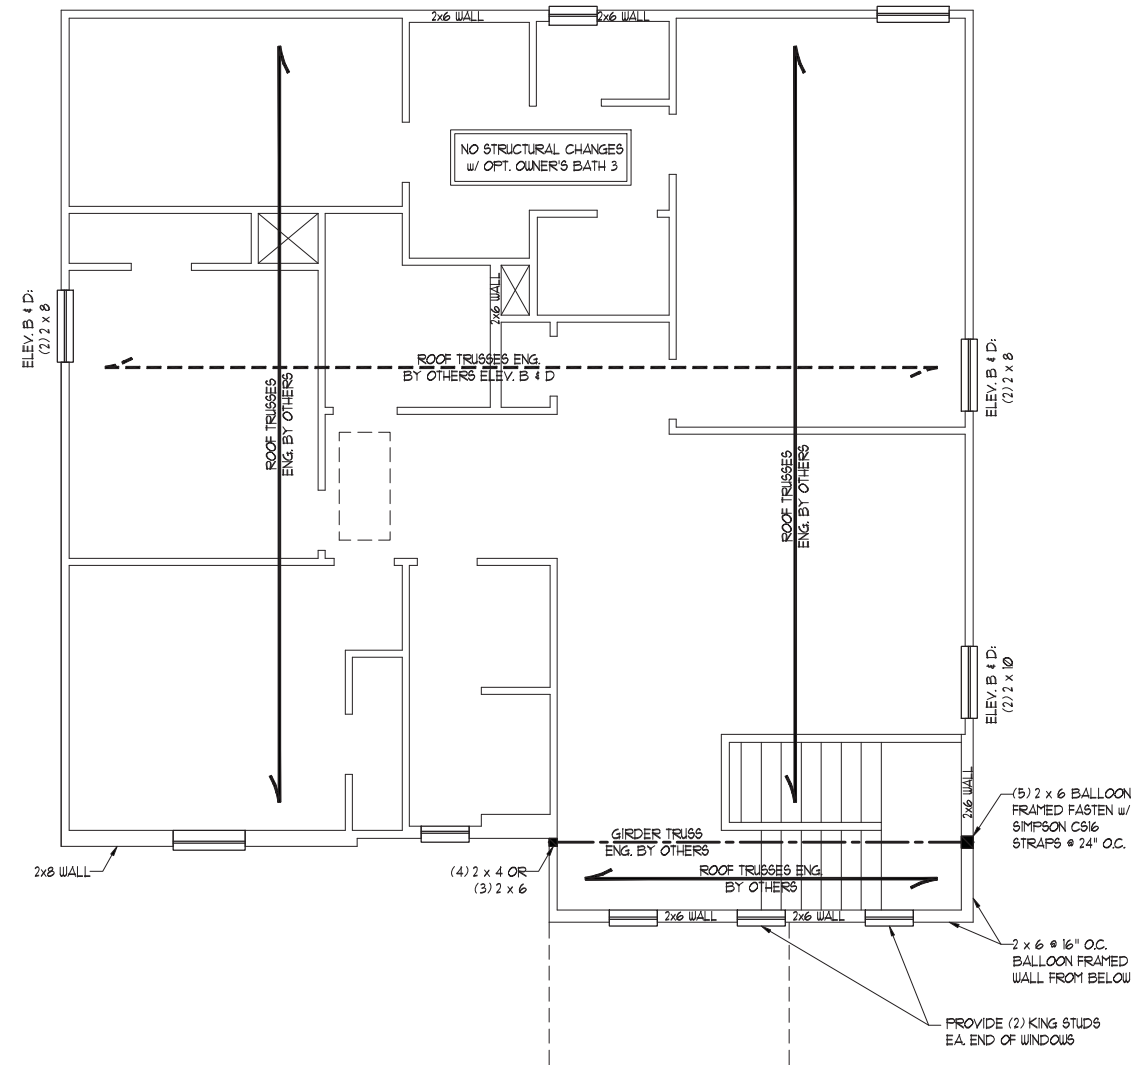 2x6 WALL
2x6 WALL
NO STRUCTURAL CHANGES
w/ OPT. OWNER'S BATH 3
ELEV. B & D:
(2) 2 x 8
2x6 WALL
ROOF TRUSSES ENG.
BY OTHERS ELEV. B & D
ELEV. B & D:
(2) 2 x 8
ROOF TRUSSES
ENG. BY OTHERS
ROOF TRUSSES
ENG. BY OTHERS
ELEV. B & D:
(2) 2 x 10
2x6 WALL
(5) 2 x 6 BALLOON
FRAMED FASTEN w/
SIMPSON CS16
STRAPS @ 24" O.C.
GIRDER TRUSS
ENG. BY OTHERS
2x8 WALL
(4) 2 x 4 OR
(3) 2 x 6
ROOF TRUSSES ENG.
BY OTHERS
2x6 WALL
2x6 WALL
2 x 6 @ 16" O.C.
BALLOON FRAMED
WALL FROM BELOW
PROVIDE (2) KING STUDS
EA. END OF WINDOWS